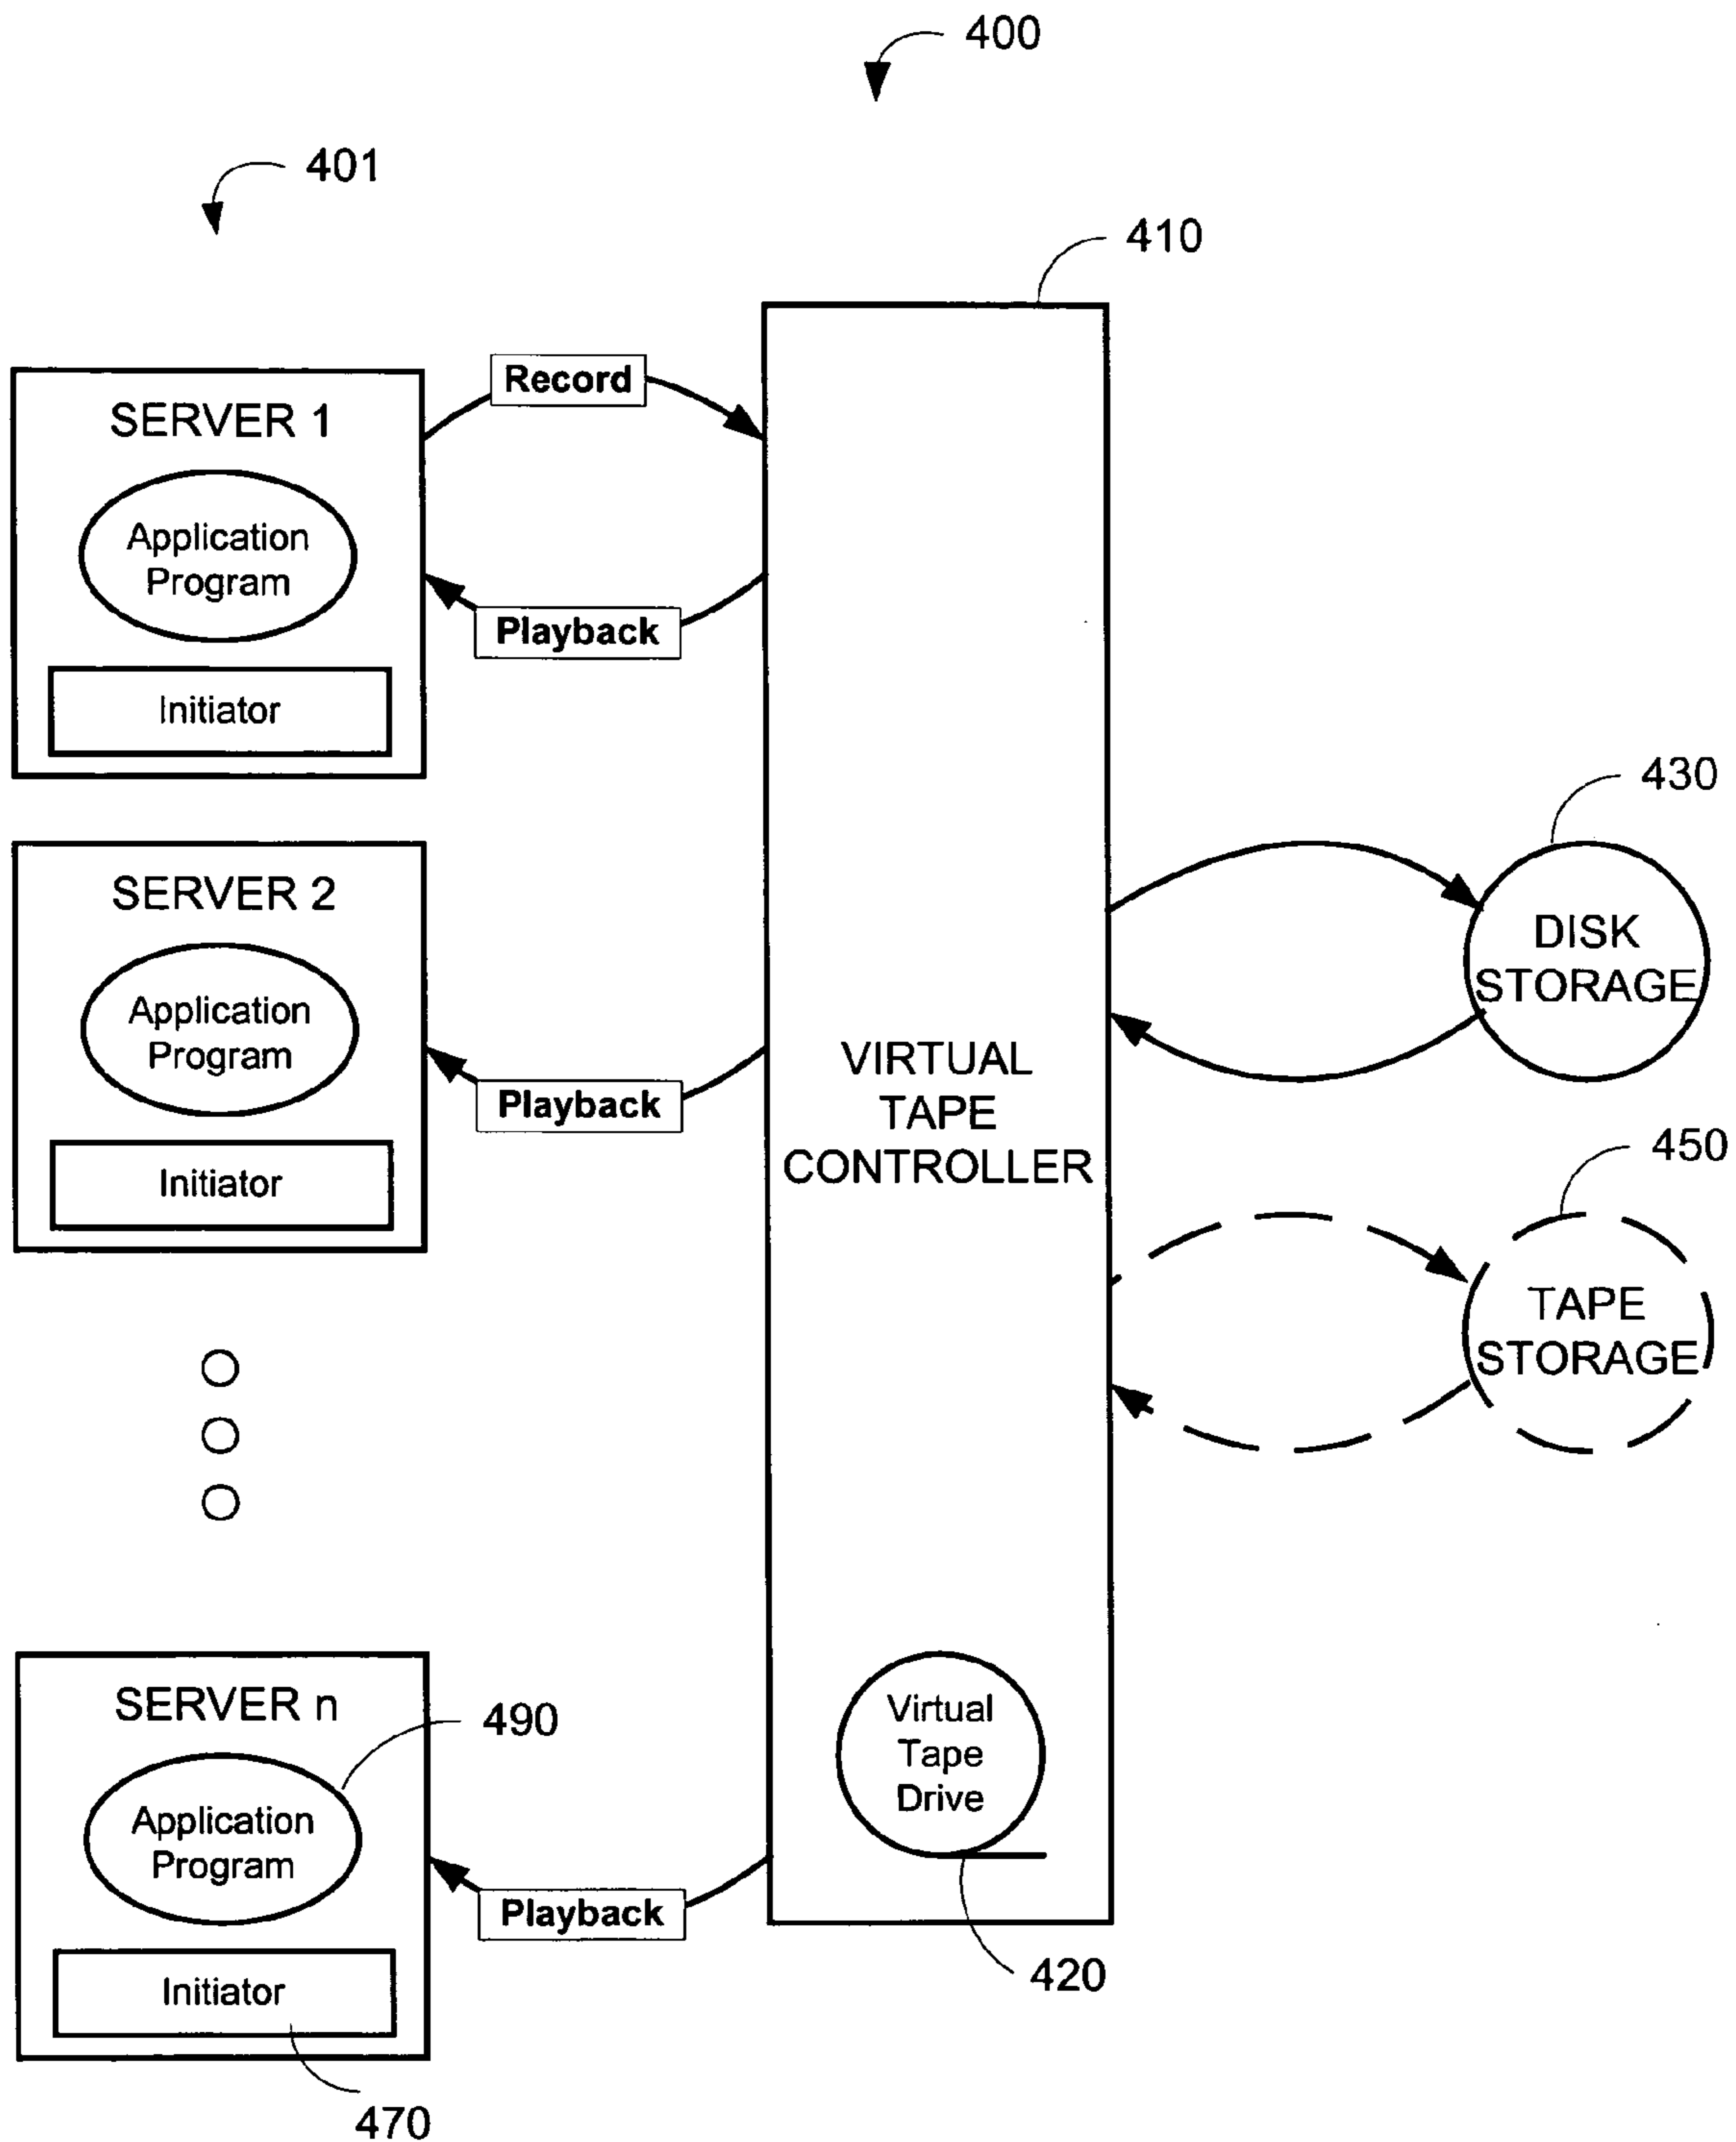 400
401
410
Record
SERVER 1
Application
Program
Playback
Initiator
430
SERVER 2
DISK
STORAGE
Application
Program
VIRTUAL
TAPE
CONTROLLER
Playback
Initiator
450
TAPE
STORAGE
SERVER n
490
Virtual
Tape
Drive
Application
Program
Playback
420
Initiator
470